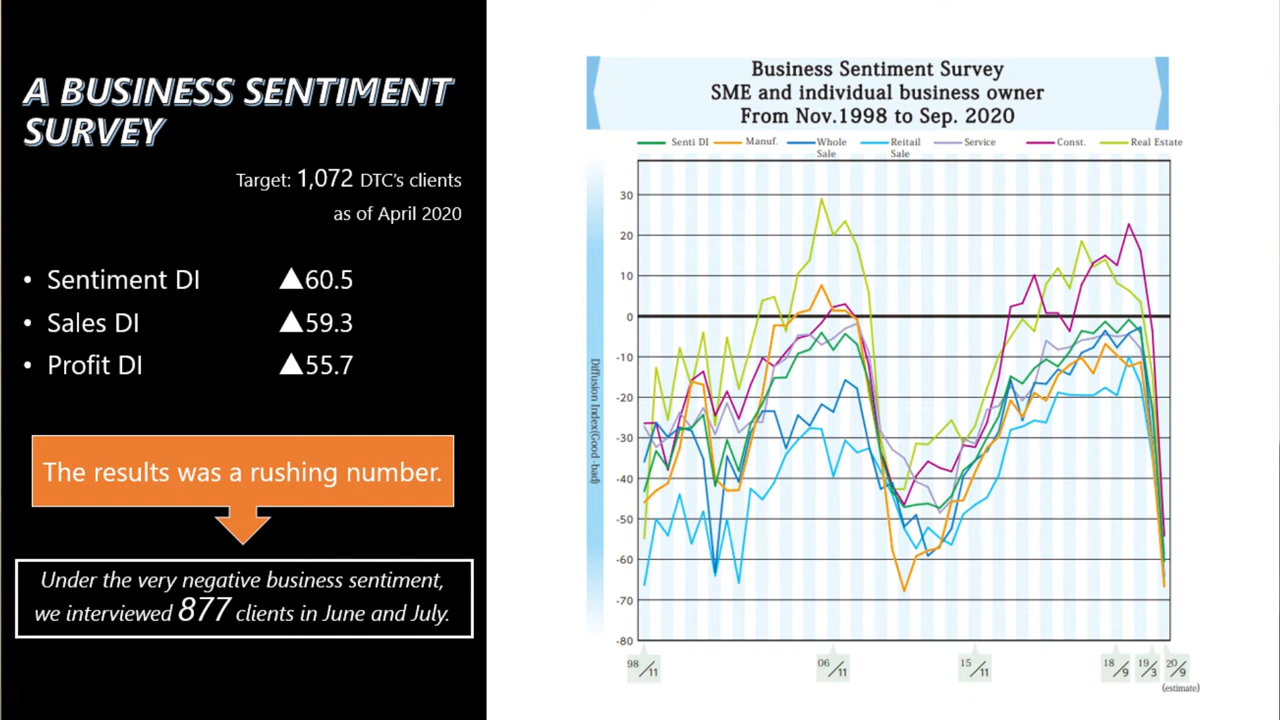 A BUSINESS SENTIMENT
SURVEY
Target: 1,072 DTC's clients
as of April 2020
• Sentiment DI ▲60.5
• Sales DI ▲59.3
• Profit DI ▲55.7
The results was a rushing number.
Under the very negative business sentiment,
we interviewed 877 clients in June and July.
Business Sentiment Survey
SME and individual business owner
From Nov.1998 to Sep. 2020
Senti DI Manuf. Whole Sale Reitail Sale Service Const. Real Estate
30
20
10
0
-10
-20
-30
-40
-50
-60
-70
-80
Diffusion Index(Good -bad)
98/11 06/11 15/11 18/9 19/3 20/9
(estimate)